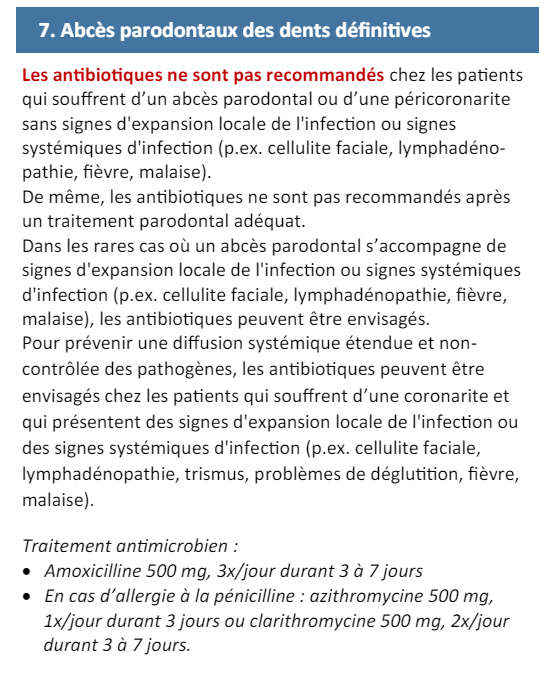 7. Abcès parodontaux des dents définitives
Les antibiotiques ne sont pas recommandés chez les patients
qui souffrent d’un abcès parodontal ou d’une péricoronarite
sans signes d'expansion locale de l'infection ou signes
systémiques d'infection (p.ex. cellulite faciale, lymphadéno-
pathie, fièvre, malaise).
De même, les antibiotiques ne sont pas recommandés après
un traitement parodontal adéquat.
Dans les rares cas où un abcès parodontal s’accompagne de
signes d'expansion locale de l'infection ou signes systémiques
d'infection (p.ex. cellulite faciale, lymphadénopathie, fièvre,
malaise), les antibiotiques peuvent être envisagés.
Pour prévenir une diffusion systémique étendue et non-
contrôlée des pathogènes, les antibiotiques peuvent être
envisagés chez les patients qui souffrent d’une coronarite et
qui présentent des signes d'expansion locale de l'infection ou
des signes systémiques d'infection (p.ex. cellulite faciale,
lymphadénopathie, trismus, problèmes de déglutition, fièvre,
malaise).
Traitement antimicrobien :
• Amoxicilline 500 mg, 3x/jour durant 3 à 7 jours
• En cas d’allergie à la pénicilline : azithromycine 500 mg,
1x/jour durant 3 jours ou clarithromycine 500 mg, 2x/jour
durant 3 à 7 jours.